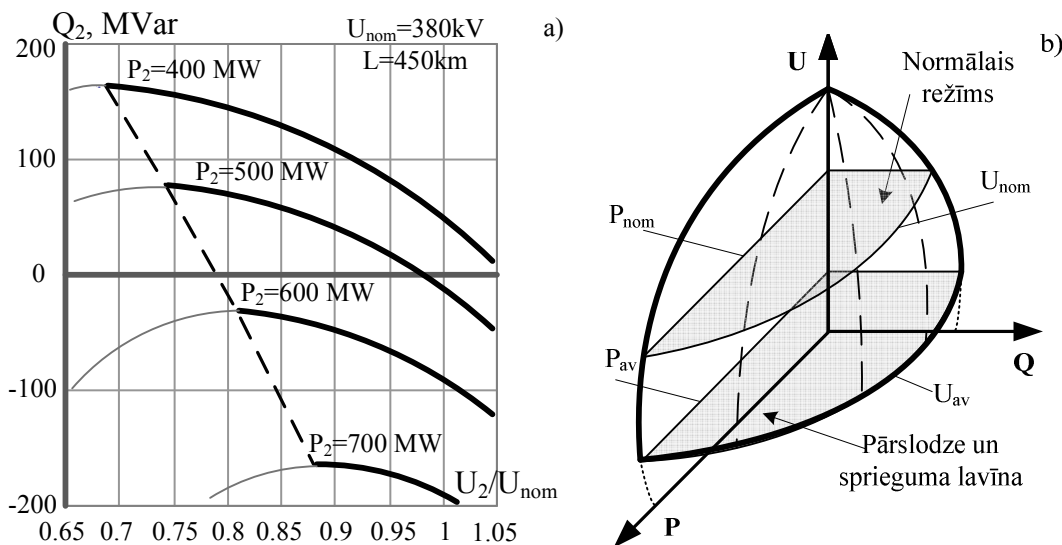 Q₂, MVar
Uₙₒₘ=380kV
L=450km
a)
200
100
0
-100
-200
P₂=400 MW
P₂=500 MW
P₂=600 MW
P₂=700 MW
U₂/Uₙₒₘ
0.65 0.7 0.75 0.8 0.85 0.9 0.95 1 1.05
b)
U
Normālais
režīms
Uₙₒₘ
Pₙₒₘ
Pₐᵥ
Q
Uₐᵥ
Pārslodze un
sprieguma lavīna
P